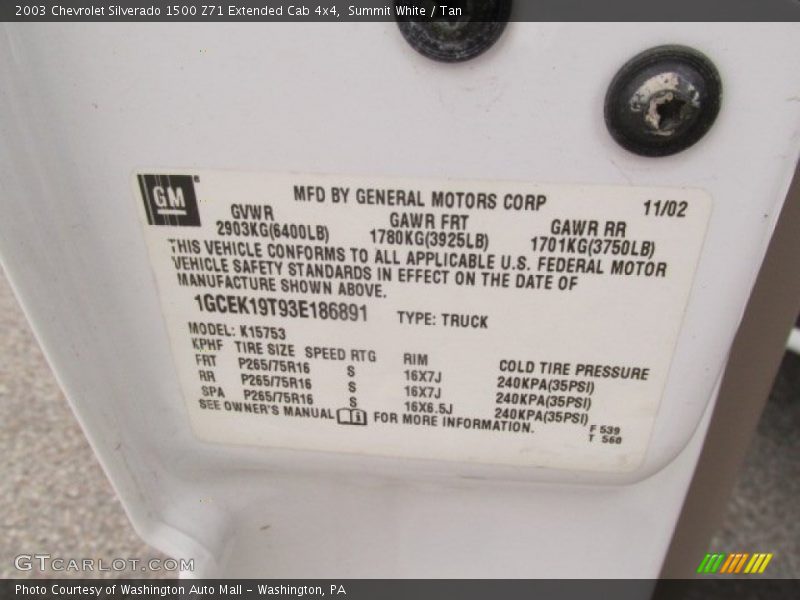 2003 Chevrolet Silverado 1500 Z71 Extended Cab 4x4, Summit White / Tan
GM
MFD BY GENERAL MOTORS CORP 11/02
GVWR GAWR FRT GAWR RR
2903KG(6400LB) 1780KG(3925LB) 1701KG(3750LB)
THIS VEHICLE CONFORMS TO ALL APPLICABLE U.S. FEDERAL MOTOR
VEHICLE SAFETY STANDARDS IN EFFECT ON THE DATE OF
MANUFACTURE SHOWN ABOVE.
1GCEK19T93E186891 TYPE: TRUCK
MODEL: K15753
KPHF TIRE SIZE SPEED RTG RIM COLD TIRE PRESSURE
FRT P265/75R16 S 16X7J 240KPA(35PSI)
RR P265/75R16 S 16X7J 240KPA(35PSI)
SPA P265/75R16 S 16X6.5J 240KPA(35PSI)
SEE OWNER'S MANUAL FOR MORE INFORMATION.
F 539
T 560
GTCARLOT.COM
Photo Courtesy of Washington Auto Mall - Washington, PA